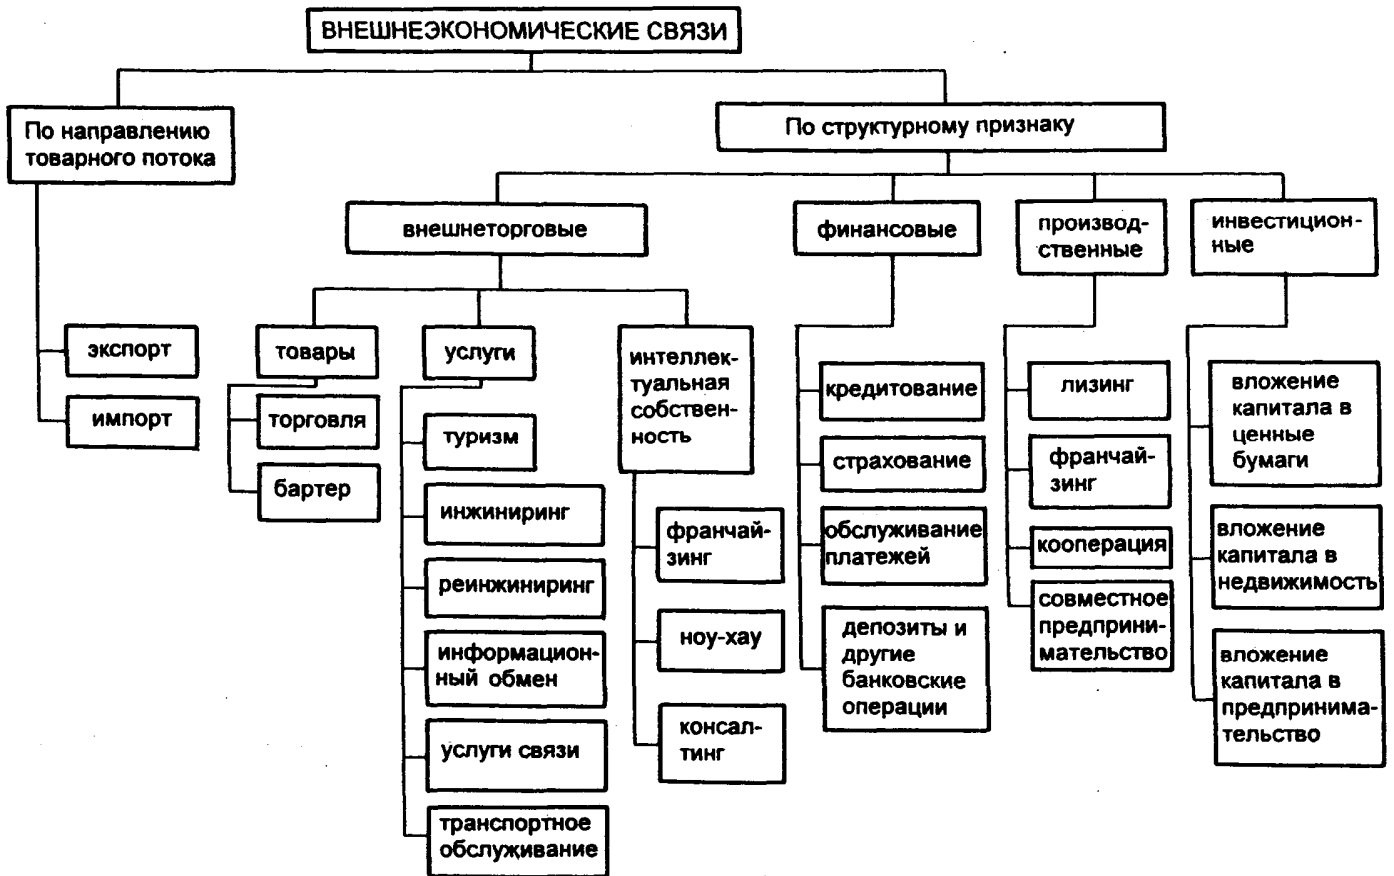 ВНЕШНЕЭКОНОМИЧЕСКИЕ СВЯЗИ
По направлению
товарного потока
По структурному признаку
внешнеторговые
финансовые
производ-
ственные
инвестицион-
ные
экспорт
импорт
товары
торговля
бартер
услуги
туризм
инжиниринг
реинжиниринг
информацион-
ный обмен
услуги связи
транспортное
обслуживание
интеллек-
туальная
собствен-
ность
франчай-
зинг
ноу-хау
консал-
тинг
кредитование
страхование
обслуживание
платежей
депозиты и
другие
банковские
операции
лизинг
франчай-
зинг
кооперация
совместное
предприни-
мательство
вложение
капитала в
ценные
бумаги
вложение
капитала в
недвижимость
вложение
капитала в
предпринима-
тельство